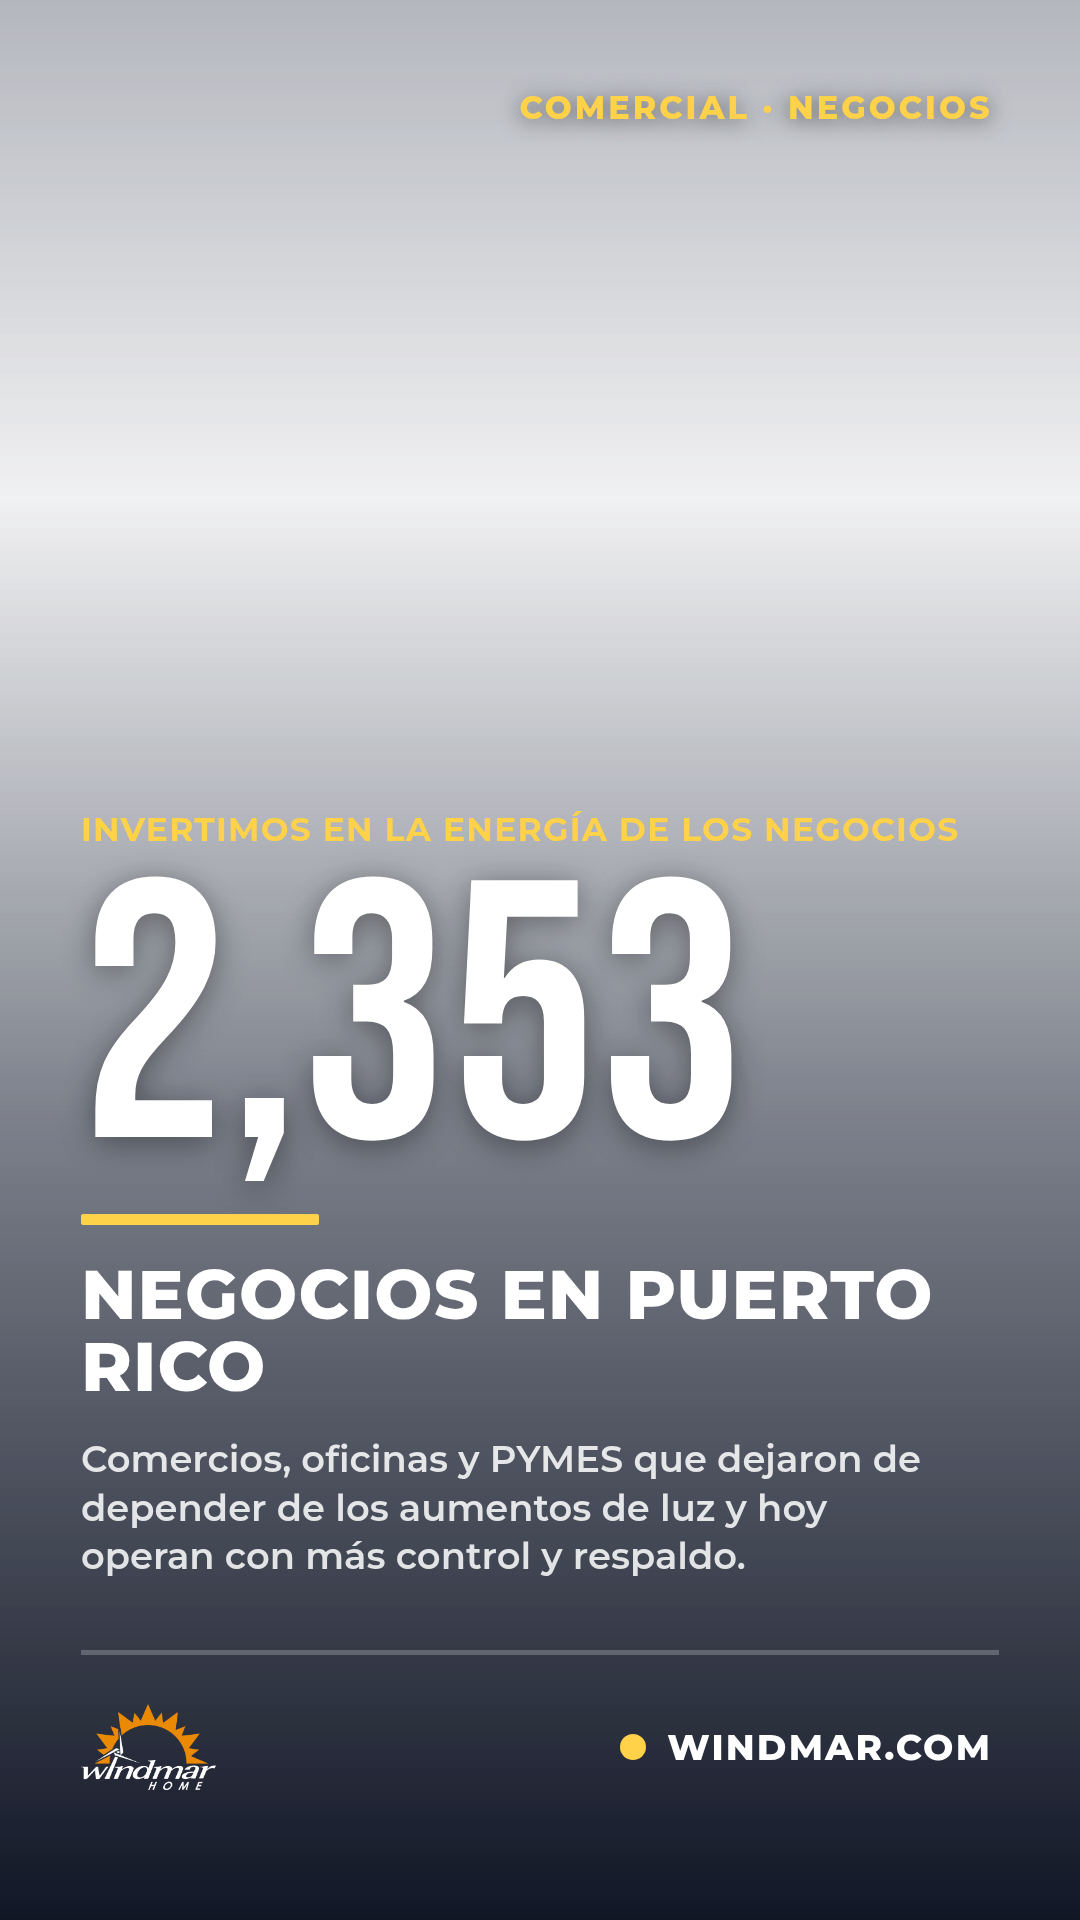 COMERCIAL · NEGOCIOS
INVERTIMOS EN LA ENERGÍA DE LOS NEGOCIOS
2,353
NEGOCIOS EN PUERTO
RICO
Comercios, oficinas y PYMES que dejaron de
depender de los aumentos de luz y hoy
operan con más control y respaldo.
windmar
HOME
WINDMAR.COM